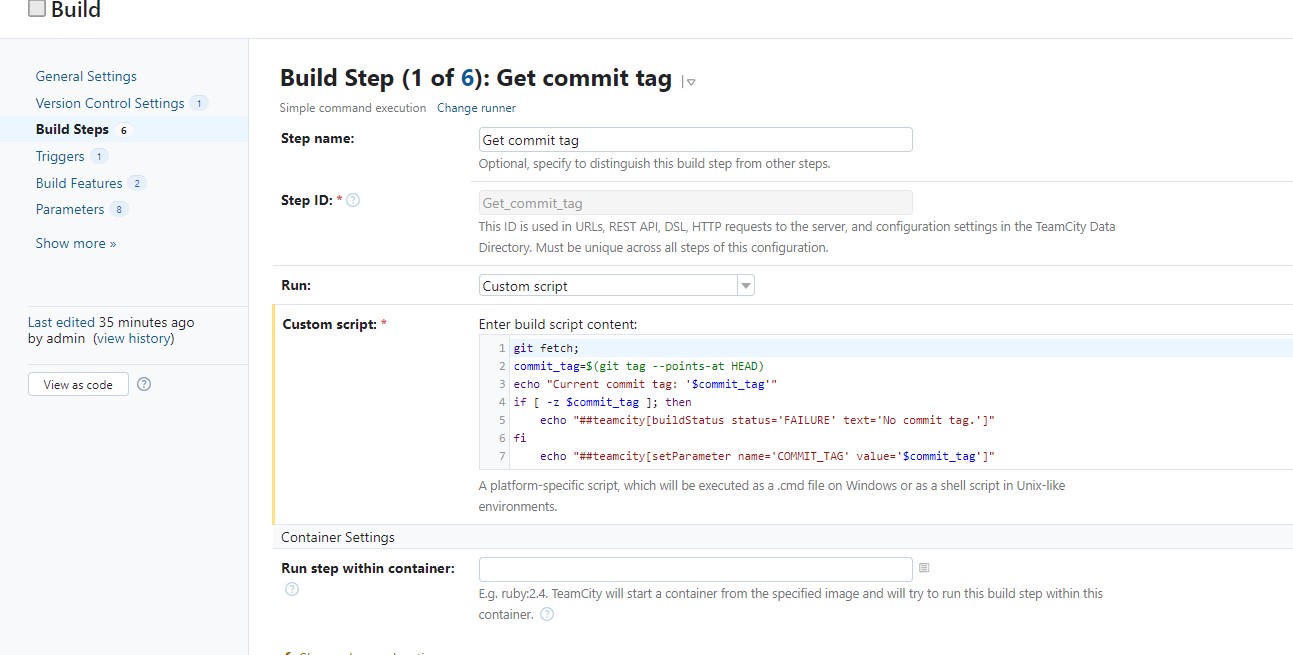 Build
General Settings
Version Control Settings 1
Build Steps 6
Triggers 1
Build Features 2
Parameters 8
Show more »
Last edited 35 minutes ago
by admin (view history)
View as code ?
Build Step (1 of 6): Get commit tag
Simple command execution Change runner
Step name:
Get commit tag
Optional, specify to distinguish this build step from other steps.
Step ID: * ?
Get_commit_tag
This ID is used in URLs, REST API, DSL, HTTP requests to the server, and configuration settings in the TeamCity Data
Directory. Must be unique across all steps of this configuration.
Run:
Custom script
Custom script: *
Enter build script content:
1 git fetch;
2 commit_tag=$(git tag --points-at HEAD)
3 echo "Current commit tag: '$commit_tag'"
4 if [ -z $commit_tag ]; then
5 echo "##teamcity[buildStatus status='FAILURE' text='No commit tag.']"
6 fi
7 echo "##teamcity[setParameter name='COMMIT_TAG' value='$commit_tag']"
A platform-specific script, which will be executed as a .cmd file on Windows or as a shell script in Unix-like
environments.
Container Settings
Run step within container:
?
E.g. ruby:2.4. TeamCity will start a container from the specified image and will try to run this build step within this
container. ?